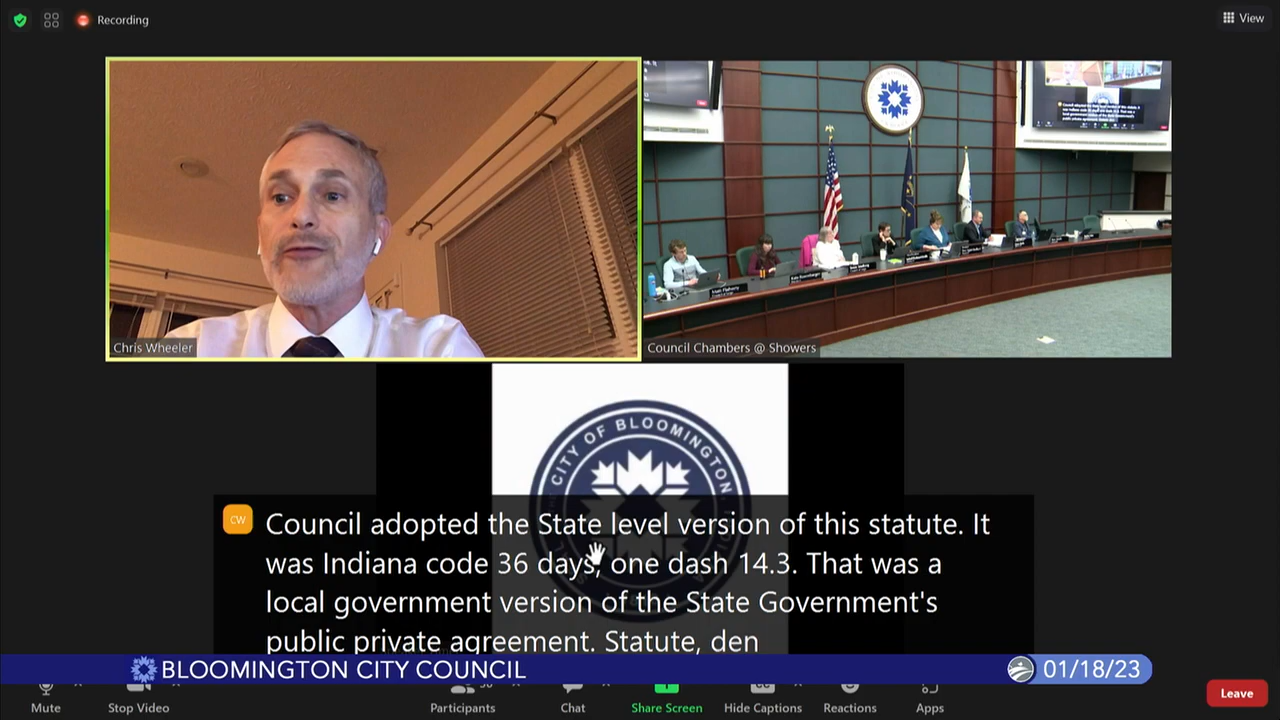 Recording
View
Chris Wheeler
Council Chambers @ Showers
CITY OF BLOOMINGTON,
CW
Council adopted the State level version of this statute. It
was Indiana code 36 days, one dash 14.3. That was a
local government version of the State Government's
public private agreement. Statute, den
BLOOMINGTON CITY COUNCIL
01/18/23
Mute
Stop Video
Participants
Chat
Share Screen
Hide Captions
Reactions
Apps
Leave